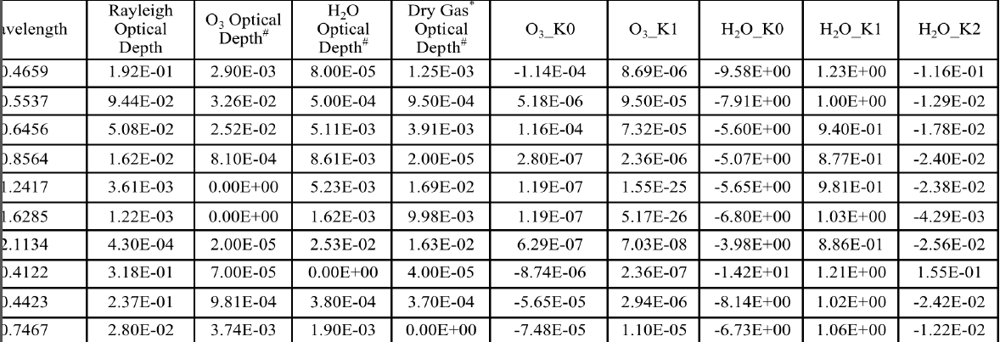 avelength | Rayleigh Optical Depth | O₃ Optical Depth# | H₂O Optical Depth# | Dry Gas* Optical Depth# | O₃_K0 | O₃_K1 | H₂O_K0 | H₂O_K1 | H₂O_K2
0.4659 | 1.92E-01 | 2.90E-03 | 8.00E-05 | 1.25E-03 | -1.14E-04 | 8.69E-06 | -9.58E+00 | 1.23E+00 | -1.16E-01
0.5537 | 9.44E-02 | 3.26E-02 | 5.00E-04 | 9.50E-04 | 5.18E-06 | 9.50E-05 | -7.91E+00 | 1.00E+00 | -1.29E-02
0.6456 | 5.08E-02 | 2.52E-02 | 5.11E-03 | 3.91E-03 | 1.16E-04 | 7.32E-05 | -5.60E+00 | 9.40E-01 | -1.78E-02
0.8564 | 1.62E-02 | 8.10E-04 | 8.61E-03 | 2.00E-05 | 2.80E-07 | 2.36E-06 | -5.07E+00 | 8.77E-01 | -2.40E-02
1.2417 | 3.61E-03 | 0.00E+00 | 5.23E-03 | 1.69E-02 | 1.19E-07 | 1.55E-25 | -5.65E+00 | 9.81E-01 | -2.38E-02
1.6285 | 1.22E-03 | 0.00E+00 | 1.62E-03 | 9.98E-03 | 1.19E-07 | 5.17E-26 | -6.80E+00 | 1.03E+00 | -4.29E-03
2.1134 | 4.30E-04 | 2.00E-05 | 2.53E-02 | 1.63E-02 | 6.29E-07 | 7.03E-08 | -3.98E+00 | 8.86E-01 | -2.56E-02
0.4122 | 3.18E-01 | 7.00E-05 | 0.00E+00 | 4.00E-05 | -8.74E-06 | 2.36E-07 | -1.42E+01 | 1.21E+00 | 1.55E-01
0.4423 | 2.37E-01 | 9.81E-04 | 3.80E-04 | 3.70E-04 | -5.65E-05 | 2.94E-06 | -8.14E+00 | 1.02E+00 | -2.42E-02
0.7467 | 2.80E-02 | 3.74E-03 | 1.90E-03 | 0.00E+00 | -7.48E-05 | 1.10E-05 | -6.73E+00 | 1.06E+00 | -1.22E-02